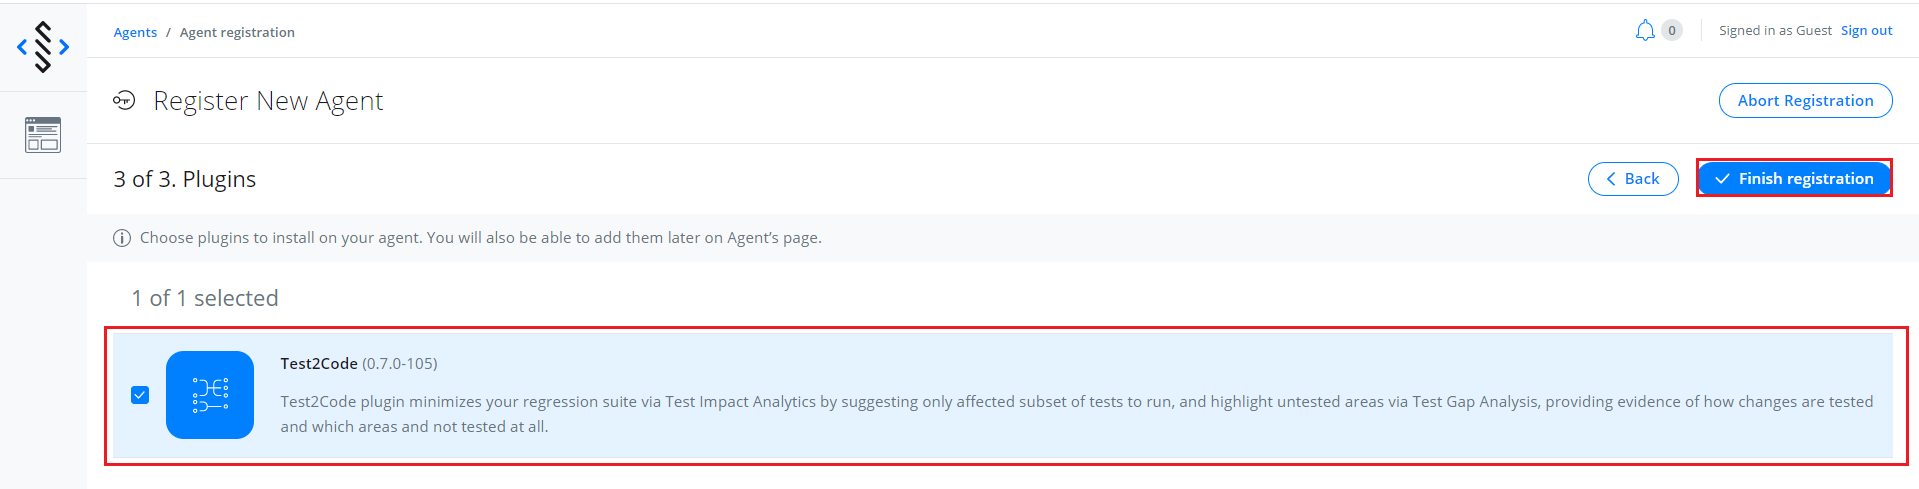 Agents / Agent registration
0
Signed in as Guest Sign out
Register New Agent
Abort Registration
3 of 3. Plugins
Back
Finish registration
Choose plugins to install on your agent. You will also be able to add them later on Agent’s page.
1 of 1 selected
Test2Code (0.7.0-105)
Test2Code plugin minimizes your regression suite via Test Impact Analytics by suggesting only affected subset of tests to run, and highlight untested areas via Test Gap Analysis, providing evidence of how changes are tested
and which areas and not tested at all.